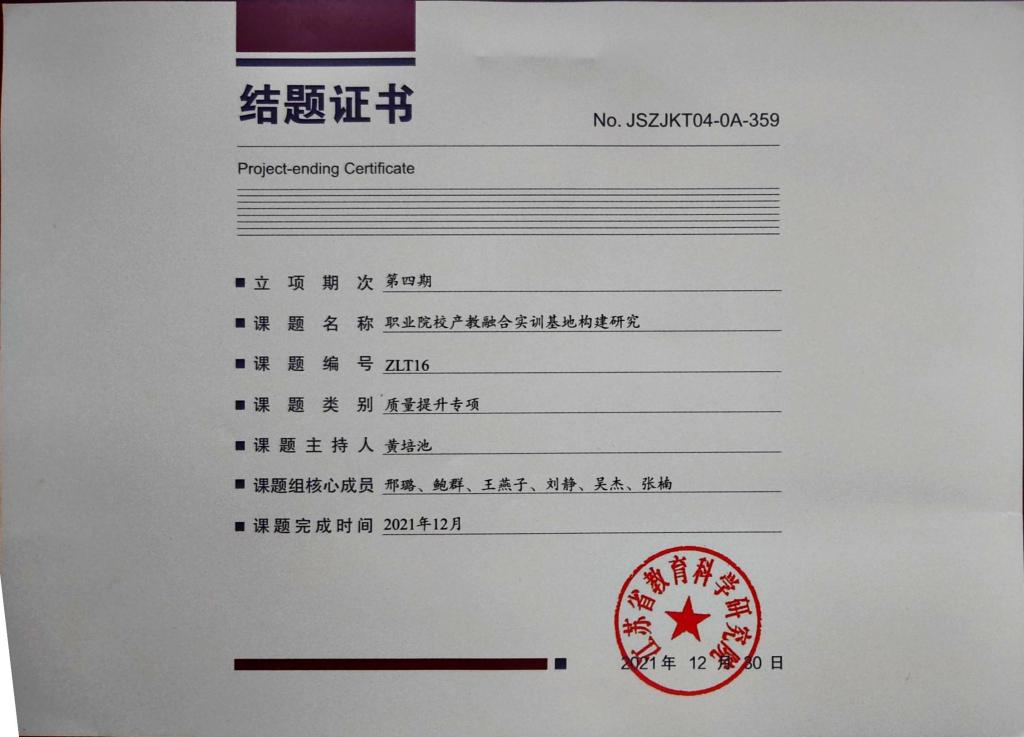 结题证书
No. JSZJKT04-0A-359
Project-ending Certificate
立项期次 第四期
课题名称 职业院校产教融合实训基地构建研究
课题编号 ZLT16
课题类别 质量提升专项
课题主持人 黄培池
课题组核心成员 邢璐、鲍群、王燕子、刘静、吴杰、张楠
课题完成时间 2021年12月
江苏省教育科学研究院
2021年 12 月 30 日